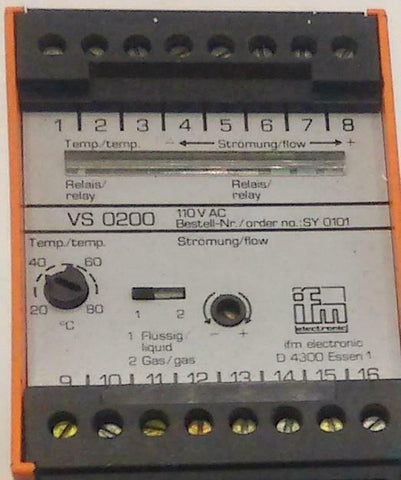 1 2 3 4 5 6 7 8
Temp./temp. - Strömung/flow +
Relais/ Relais/
relay relay
VS 0200 110 V AC
Bestell-Nr./order no.: SY 0101
Temp./temp. Strömung/flow
40 60
20 80
°C
1 2
- +
1 Flüssig/
liquid
2 Gas/gas
ifm
electronic
ifm electronic
D 4300 Essen 1
9 10 11 12 13 14 15 16